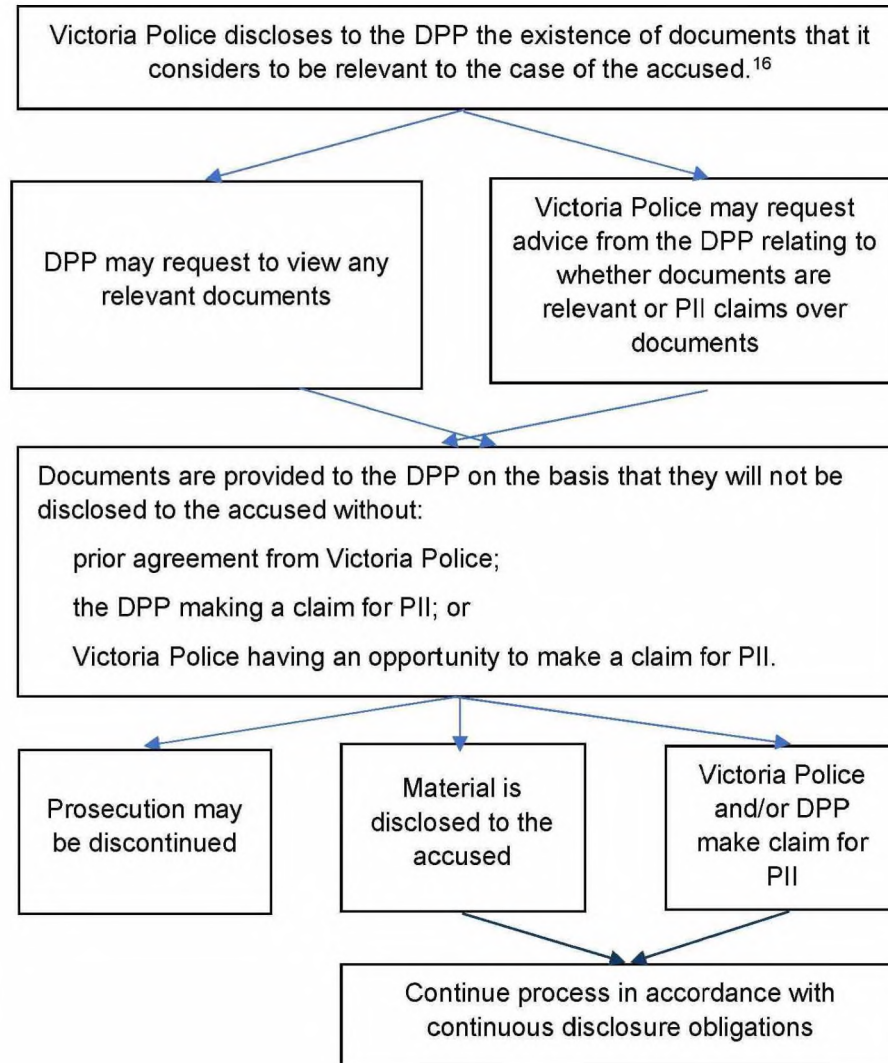 Victoria Police discloses to the DPP the existence of documents that it
considers to be relevant to the case of the accused.16
DPP may request to view any
relevant documents
Victoria Police may request
advice from the DPP relating to
whether documents are
relevant or PII claims over
documents
Documents are provided to the DPP on the basis that they will not be
disclosed to the accused without:
prior agreement from Victoria Police;
the DPP making a claim for PII; or
Victoria Police having an opportunity to make a claim for PII.
Prosecution may
be discontinued
Material is
disclosed to the
accused
Victoria Police
and/or DPP
make claim for
PII
Continue process in accordance with
continuous disclosure obligations